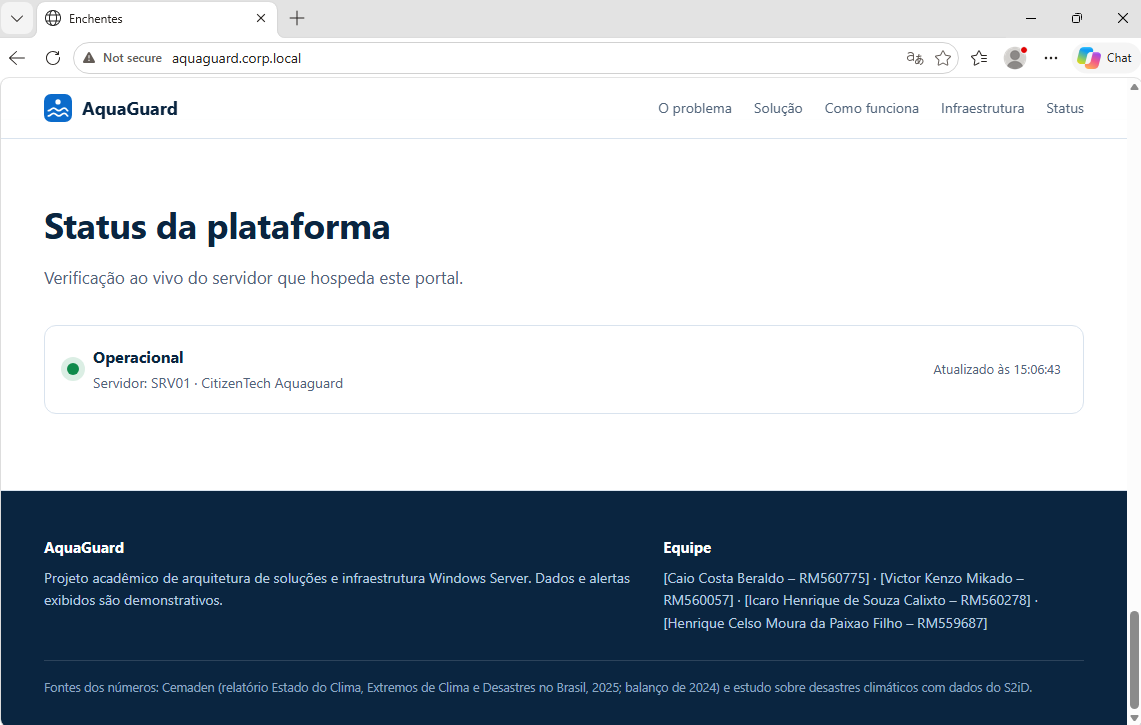 Enchentes
Not secure
aquaguard.corp.local
Chat
AquaGuard
O problema
Solução
Como funciona
Infraestrutura
Status
Status da plataforma
Verificação ao vivo do servidor que hospeda este portal.
Operacional
Servidor: SRV01 · CitizenTech Aquaguard
Atualizado às 15:06:43
AquaGuard
Projeto acadêmico de arquitetura de soluções e infraestrutura Windows Server. Dados e alertas
exibidos são demonstrativos.
Equipe
[Caio Costa Beraldo – RM560775] · [Victor Kenzo Mikado –
RM560057] · [Icaro Henrique de Souza Calixto – RM560278] ·
[Henrique Celso Moura da Paixao Filho – RM559687]
Fontes dos números: Cemaden (relatório Estado do Clima, Extremos de Clima e Desastres no Brasil, 2025; balanço de 2024) e estudo sobre desastres climáticos com dados do S2iD.